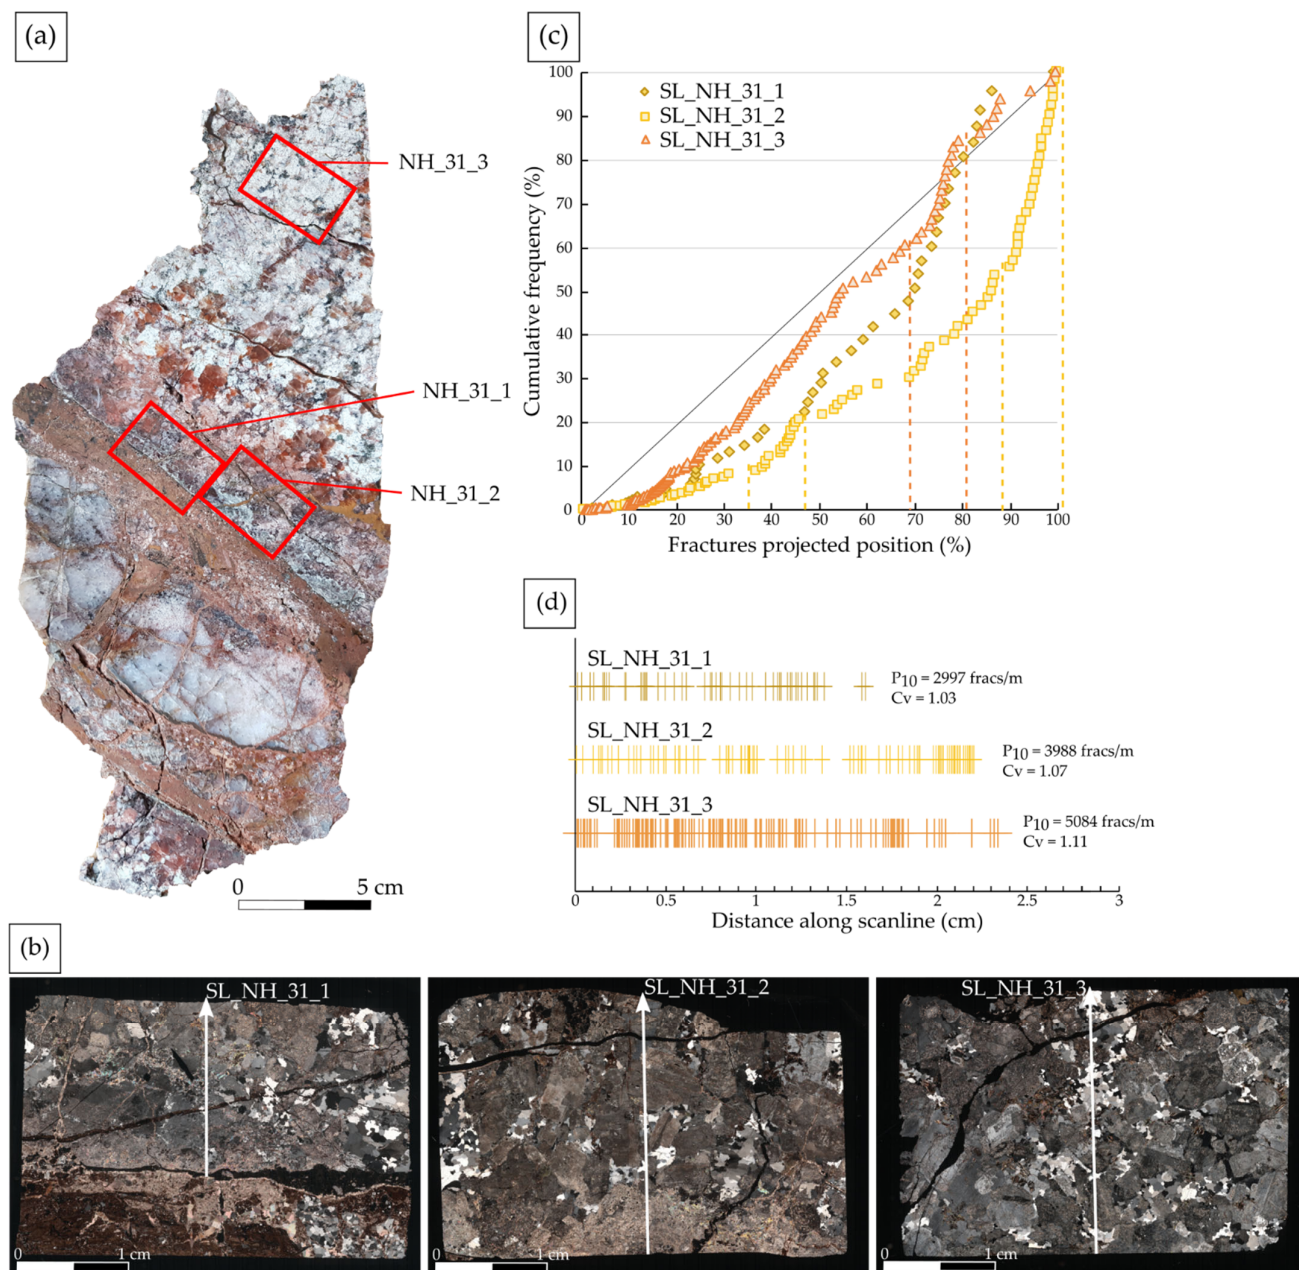 (a)
NH_31_3
NH_31_1
NH_31_2
0 5 cm
(c)
SL_NH_31_1
SL_NH_31_2
SL_NH_31_3
Cumulative frequency (%)
100
90
80
70
60
50
40
30
20
10
0
0 10 20 30 40 50 60 70 80 90 100
Fractures projected position (%)
(d)
SL_NH_31_1
P10 = 2997 fracs/m
Cv = 1.03
SL_NH_31_2
P10 = 3988 fracs/m
Cv = 1.07
SL_NH_31_3
P10 = 5084 fracs/m
Cv = 1.11
0 0.5 1 1.5 2 2.5 3
Distance along scanline (cm)
(b)
SL_NH_31_1
0 1 cm
SL_NH_31_2
0 1 cm
SL_NH_31_3
0 1 cm